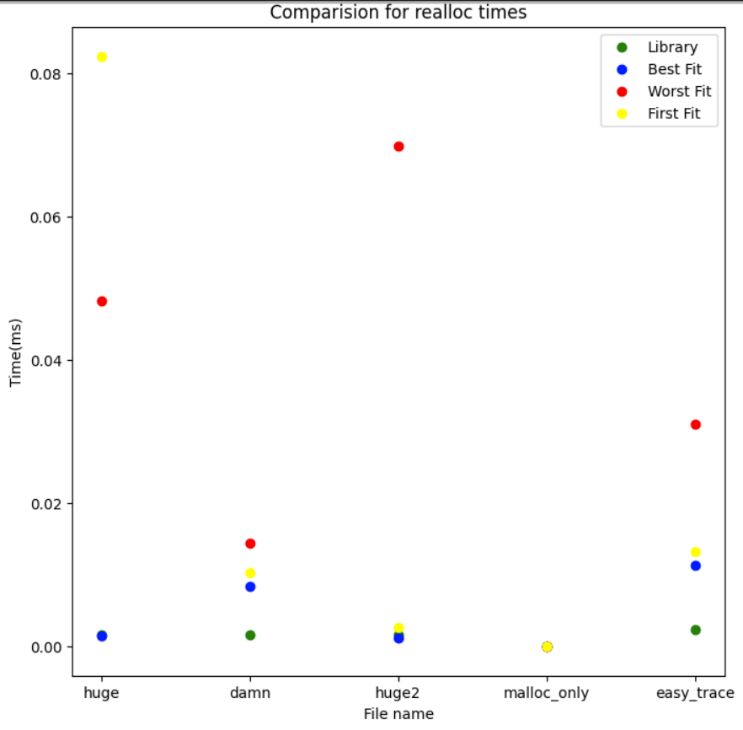 Comparision for realloc times
Library
Best Fit
Worst Fit
First Fit
0.08
0.06
0.04
0.02
0.00
Time(ms)
huge damn huge2 malloc_only easy_trace
File name